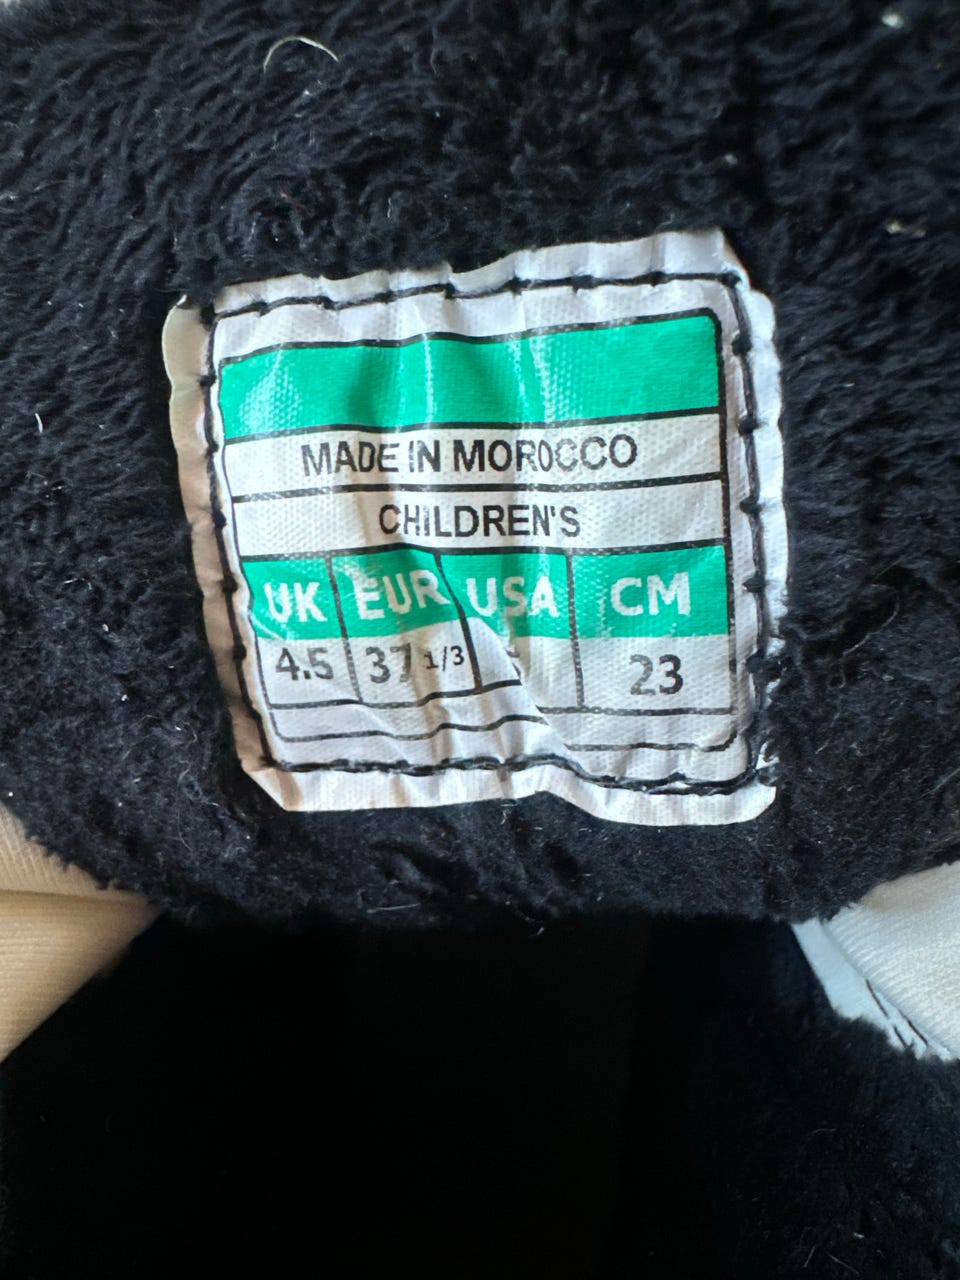 MADE IN MOROCCO
CHILDREN'S
UK EUR USA CM
4.5 37 1/3 23